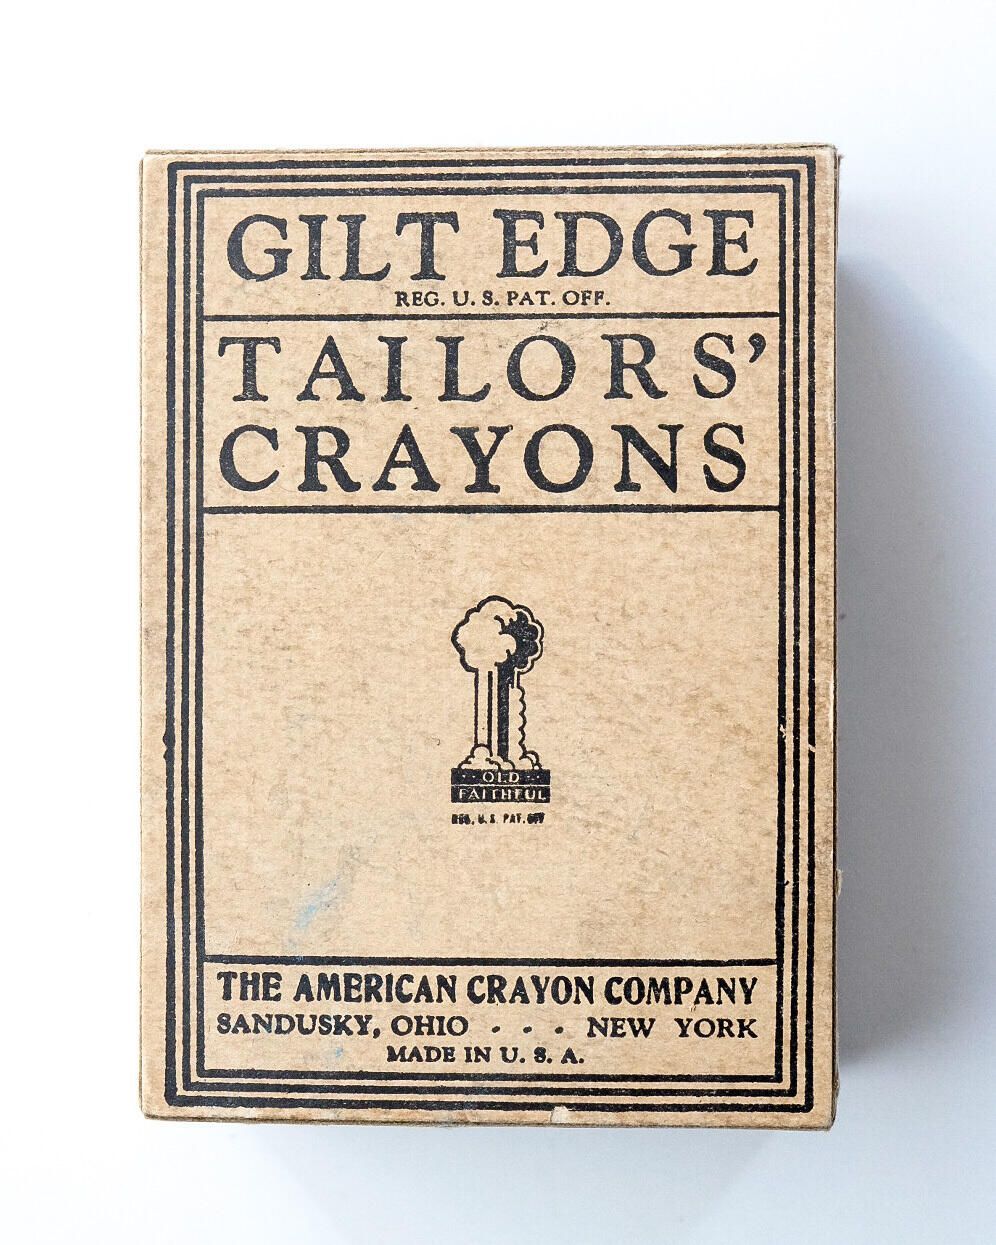 GILT EDGE
REG. U. S. PAT. OFF.
TAILORS'
CRAYONS
OLD
FAITHFUL
REG. U. S. PAT. OFF
THE AMERICAN CRAYON COMPANY
SANDUSKY, OHIO . . . NEW YORK
MADE IN U. S. A.